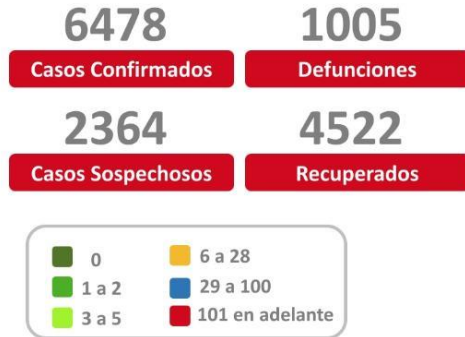 6478
Casos Confirmados
1005
Defunciones
2364
Casos Sospechosos
4522
Recuperados
0
1 a 2
3 a 5
6 a 28
29 a 100
101 en adelante